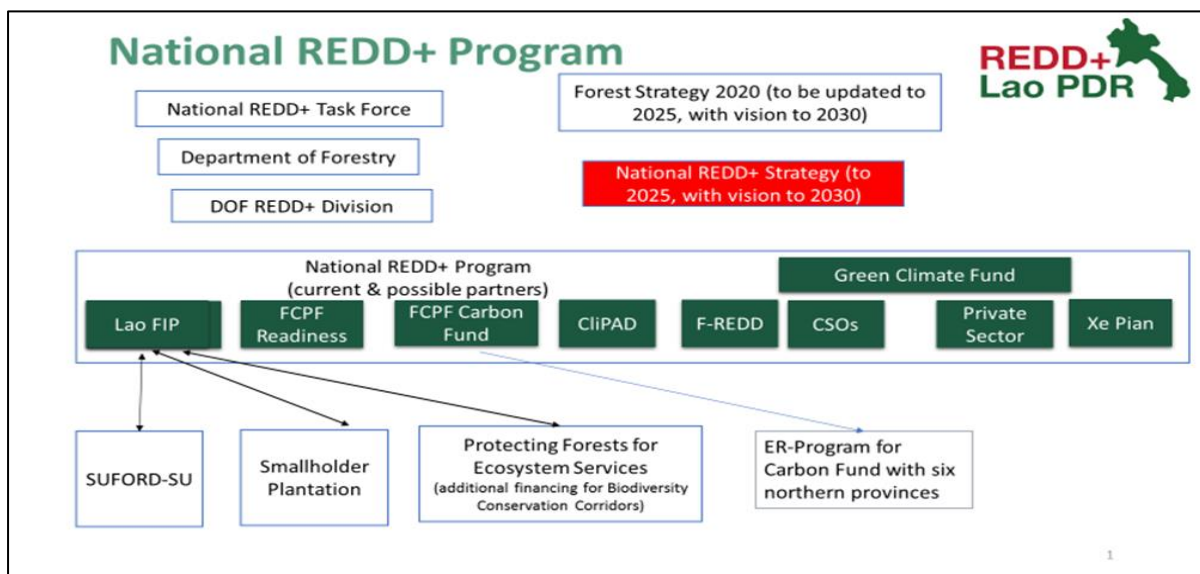 National REDD+ Program
REDD+
Lao PDR
National REDD+ Task Force
Forest Strategy 2020 (to be updated to
2025, with vision to 2030)
Department of Forestry
National REDD+ Strategy (to
2025, with vision to 2030)
DOF REDD+ Division
National REDD+ Program
(current & possible partners)
Green Climate Fund
Lao FIP
FCPF
Readiness
FCPF Carbon
Fund
CliPAD
F-REDD
CSOs
Private
Sector
Xe Pian
SUFORD-SU
Smallholder
Plantation
Protecting Forests for
Ecosystem Services
(additional financing for Biodiversity
Conservation Corridors)
ER-Program for
Carbon Fund with six
northern provinces
1